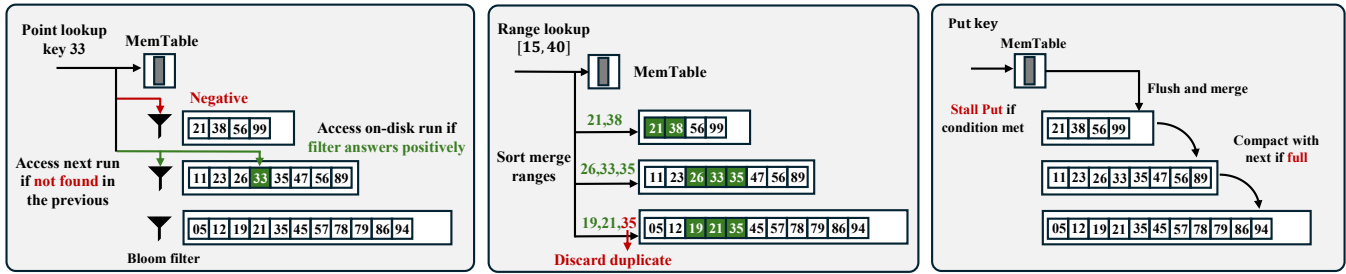 Point lookup
key 33
MemTable
Negative
21 38 56 99
Access on-disk run if
filter answers positively
Access next run
if not found in
the previous
11 23 26 33 35 47 56 89
05 12 19 21 35 45 57 78 79 86 94
Bloom filter
Range lookup
[15, 40]
MemTable
21,38
21 38 56 99
Sort merge
ranges
26,33,35
11 23 26 33 35 47 56 89
19,21,35
05 12 19 21 35 45 57 78 79 86 94
Discard duplicate
Put key
MemTable
Flush and merge
Stall Put if
condition met
21 38 56 99
Compact with
next if full
11 23 26 33 35 47 56 89
05 12 19 21 35 45 57 78 79 86 94